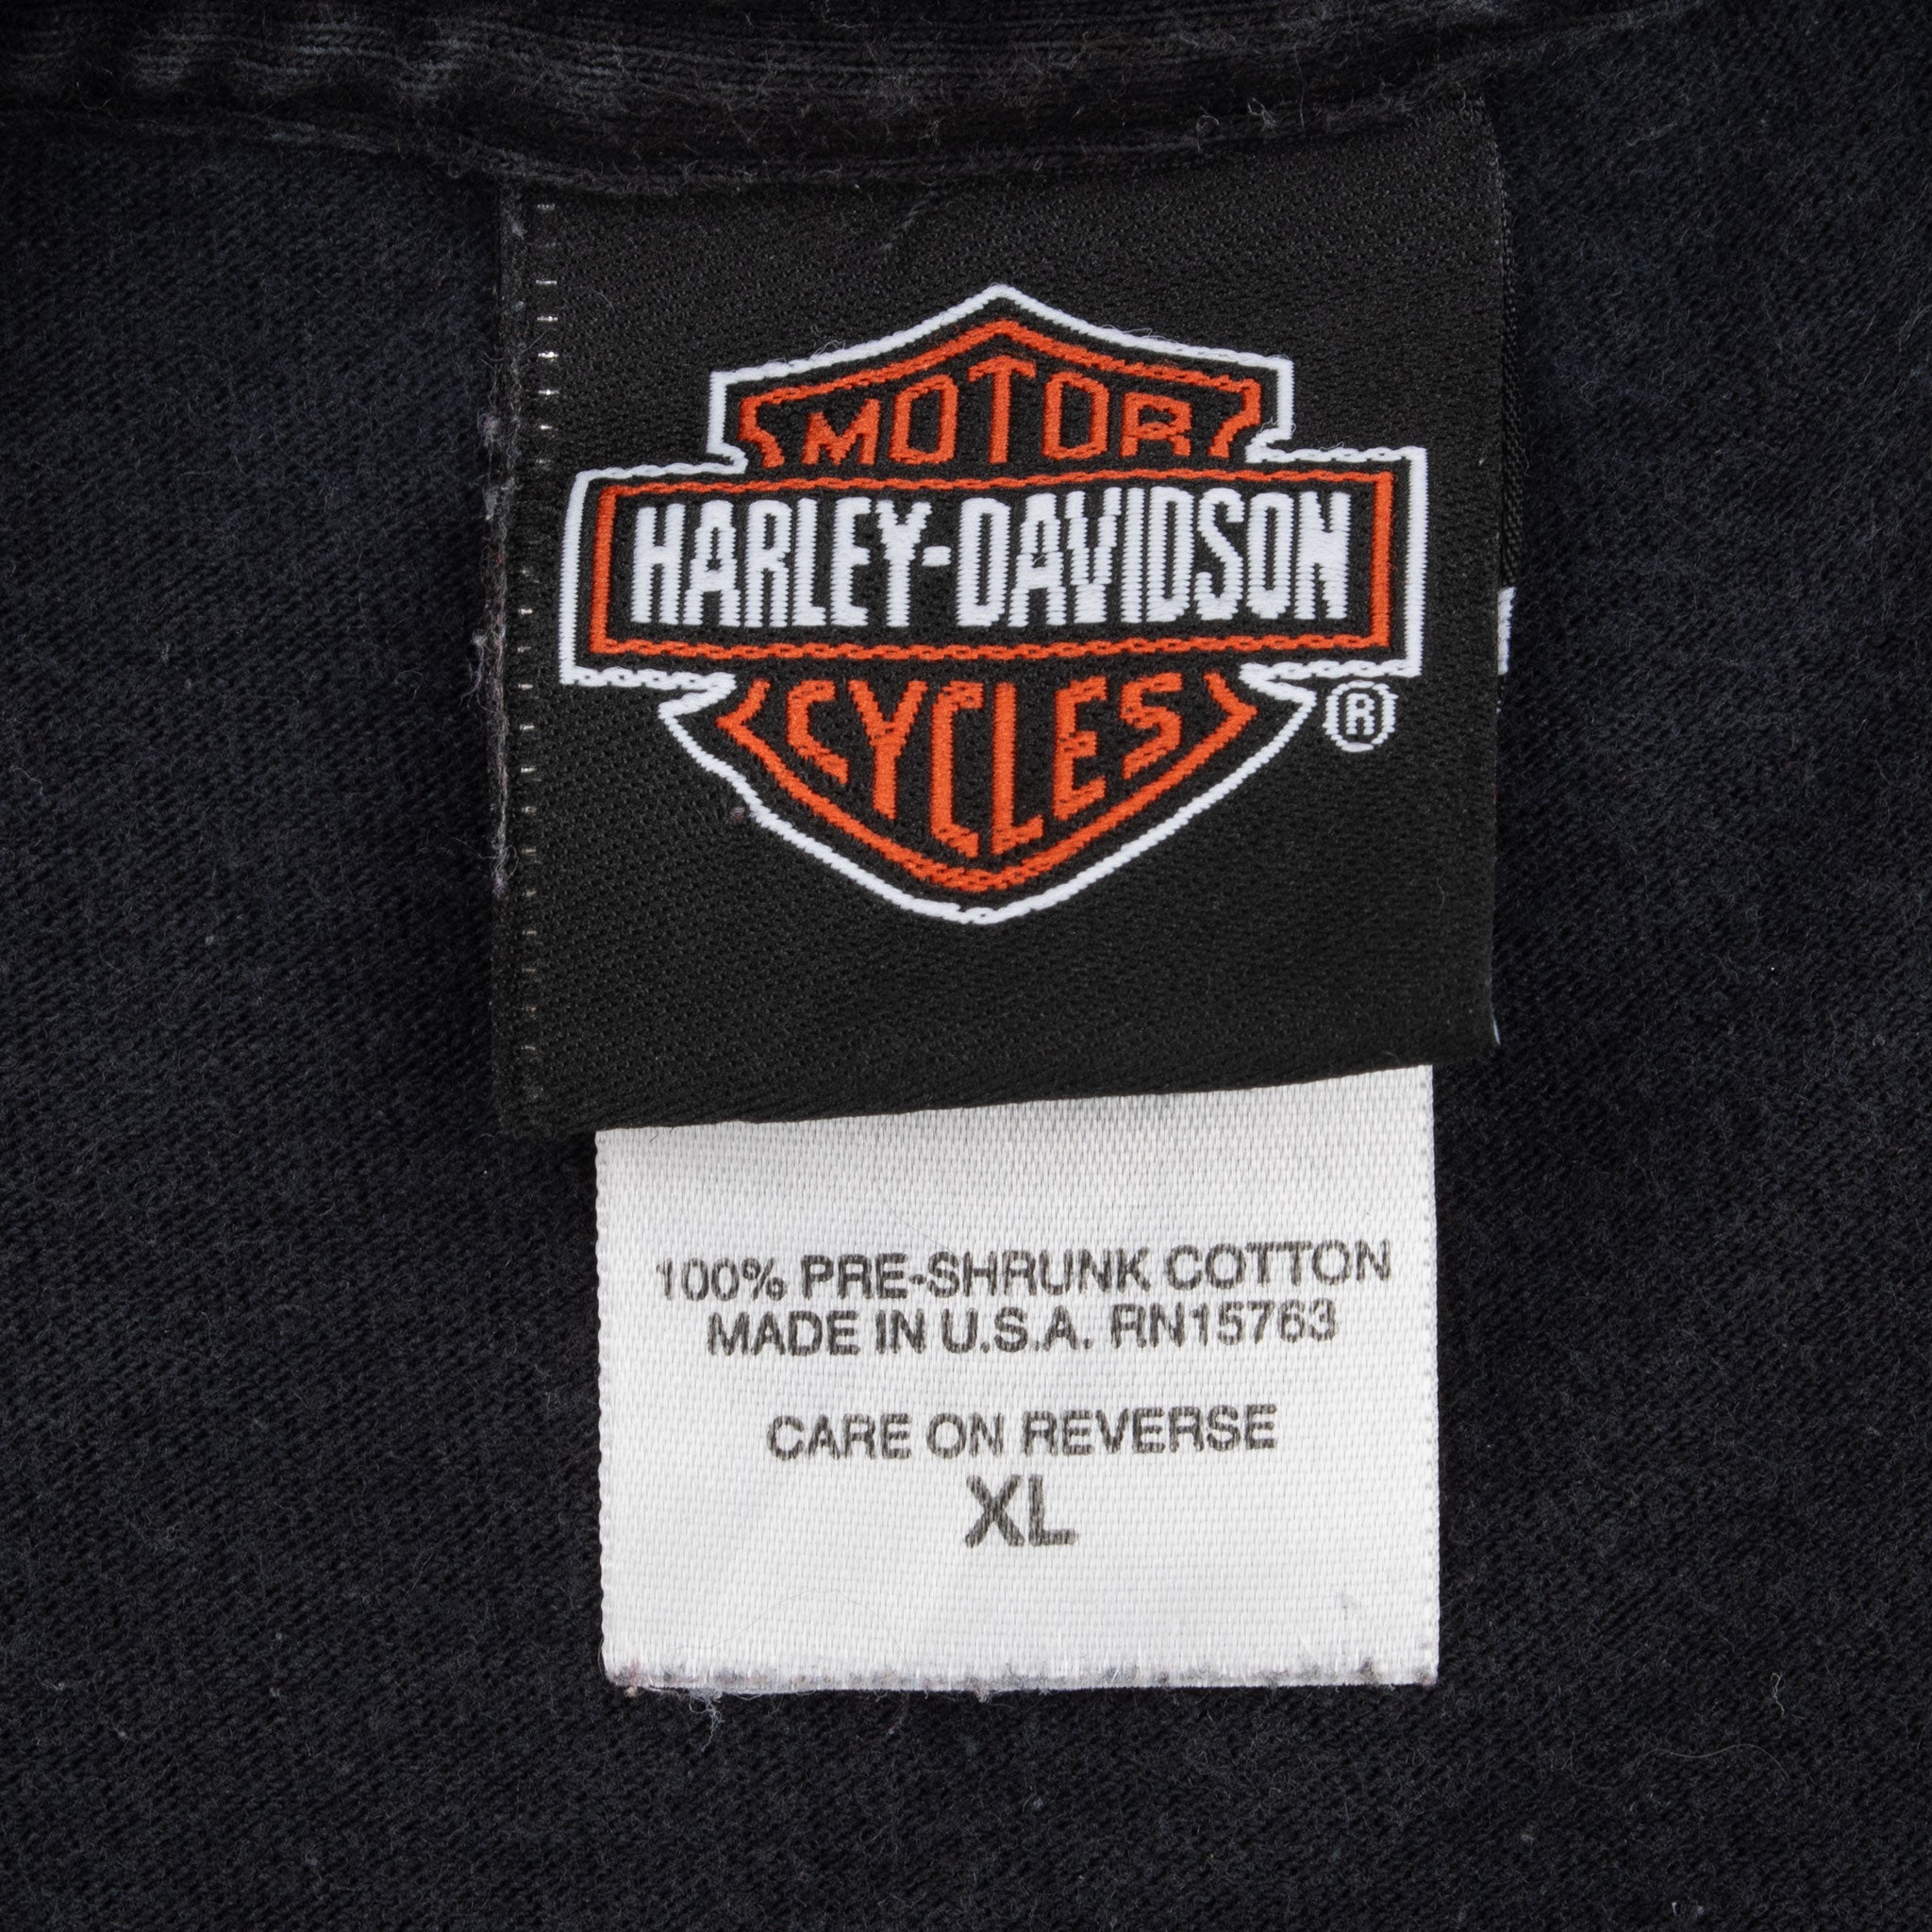 MOTOR
HARLEY-DAVIDSON
CYCLES
®
100% PRE-SHRUNK COTTON
MADE IN U.S.A. RN15763
CARE ON REVERSE
XL